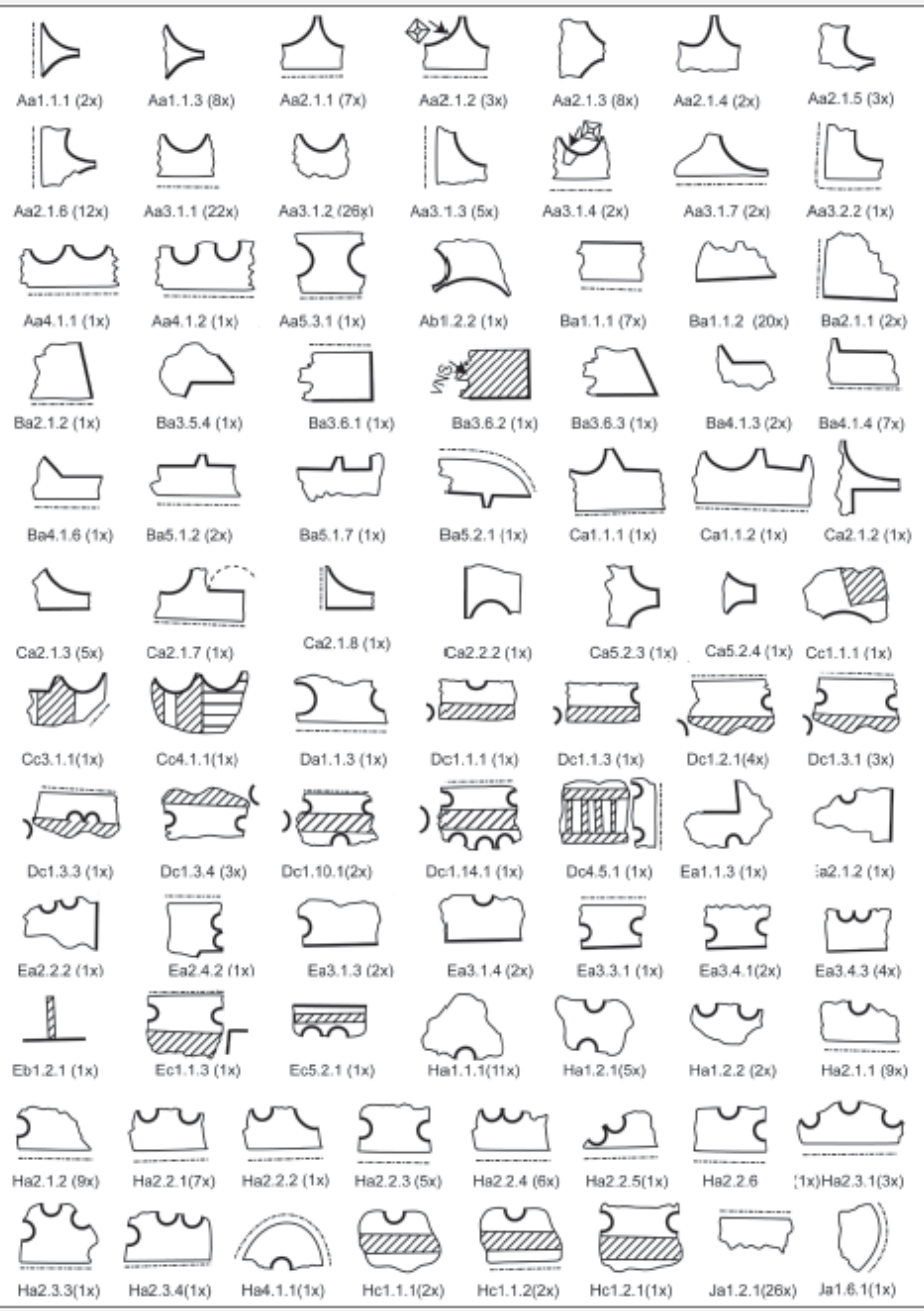 Aa1.1.1 (2x) Aa1.1.3 (8x) Aa2.1.1 (7x) Aa2.1.2 (3x) Aa2.1.3 (8x) Aa2.1.4 (2x) Aa2.1.5 (3x)
Aa2.1.6 (12x) Aa3.1.1 (22x) Aa3.1.2 (26x) Aa3.1.3 (5x) Aa3.1.4 (2x) Aa3.1.7 (2x) Aa3.2.2 (1x)
Aa4.1.1 (1x) Aa4.1.2 (1x) Aa5.3.1 (1x) Ab1.2.2 (1x) Ba1.1.1 (7x) Ba1.1.2 (20x) Ba2.1.1 (2x)
SNA
Ba2.1.2 (1x) Ba3.5.4 (1x) Ba3.6.1 (1x) Ba3.6.2 (1x) Ba3.6.3 (1x) Ba4.1.3 (2x) Ba4.1.4 (7x)
Ba4.1.6 (1x) Ba5.1.2 (2x) Ba5.1.7 (1x) Ba5.2.1 (1x) Ca1.1.1 (1x) Ca1.1.2 (1x) Ca2.1.2 (1x)
Ca2.1.3 (5x) Ca2.1.7 (1x) Ca2.1.8 (1x) Ca2.2.2 (1x) Ca5.2.3 (1x) Ca5.2.4 (1x) Cc1.1.1 (1x)
Cc3.1.1(1x) Cc4.1.1(1x) Da1.1.3 (1x) Dc1.1.1 (1x) Dc1.1.3 (1x) Dc1.2.1(4x) Dc1.3.1 (3x)
Dc1.3.3 (1x) Dc1.3.4 (3x) Dc1.10.1(2x) Dc1.14.1 (1x) Dc4.5.1 (1x) Ea1.1.3 (1x) Ea2.1.2 (1x)
Ea2.2.2 (1x) Ea2.4.2 (1x) Ea3.1.3 (2x) Ea3.1.4 (2x) Ea3.3.1 (1x) Ea3.4.1(2x) Ea3.4.3 (4x)
Eb1.2.1 (1x) Ec1.1.3 (1x) Ec5.2.1 (1x) Ha1.1.1(11x) Ha1.2.1(5x) Ha1.2.2 (2x) Ha2.1.1 (9x)
Ha2.1.2 (9x) Ha2.2.1(7x) Ha2.2.2 (1x) Ha2.2.3 (5x) Ha2.2.4 (6x) Ha2.2.5(1x) Ha2.2.6 (1x)Ha2.3.1(3x)
Ha2.3.3(1x) Ha2.3.4(1x) Ha4.1.1(1x) Hc1.1.1(2x) Hc1.1.2(2x) Hc1.2.1(1x) Ja1.2.1(26x) Ja1.6.1(1x)